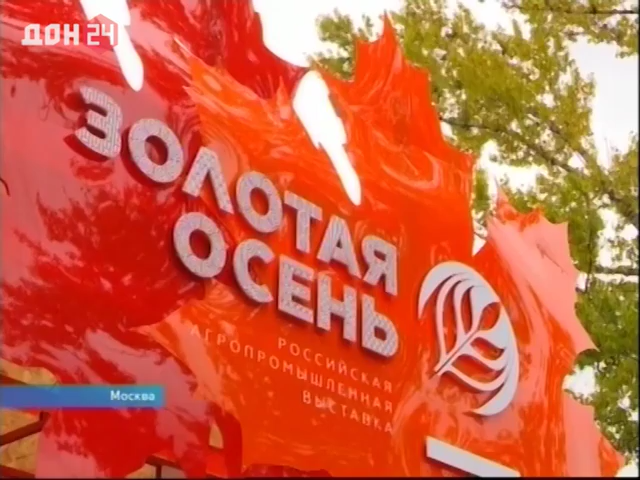 ДОН 24
ЗОЛОТАЯ
ОСЕНЬ
РОССИЙСКАЯ
АГРОПРОМЫШЛЕННАЯ
ВЫСТАВКА
Москва